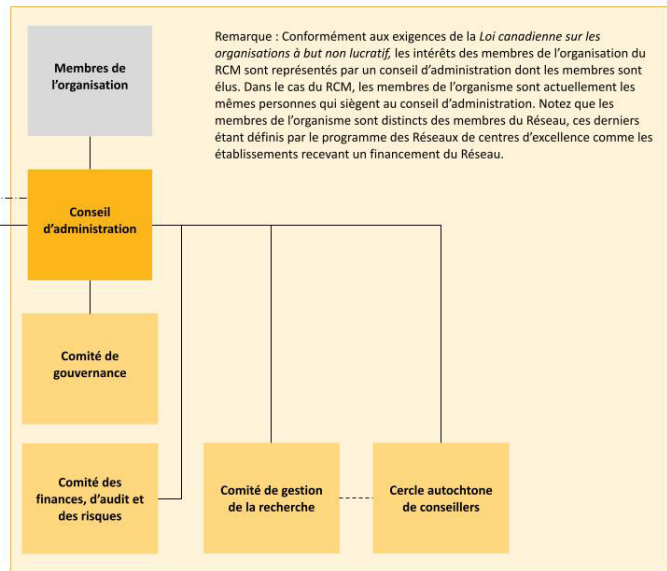 Membres de
l'organisation
Remarque : Conformément aux exigences de la Loi canadienne sur les
organisations à but non lucratif, les intérêts des membres de l'organisation du
RCM sont représentés par un conseil d'administration dont les membres sont
élus. Dans le cas du RCM, les membres de l'organisme sont actuellement les
mêmes personnes qui siègent au conseil d'administration. Notez que les
membres de l'organisme sont distincts des membres du Réseau, ces derniers
étant définis par le programme des Réseaux de centres d'excellence comme les
établissements recevant un financement du Réseau.
Conseil
d'administration
Comité de
gouvernance
Comité des
finances, d'audit et
des risques
Comité de gestion
de la recherche
Cercle autochtone
de conseillers